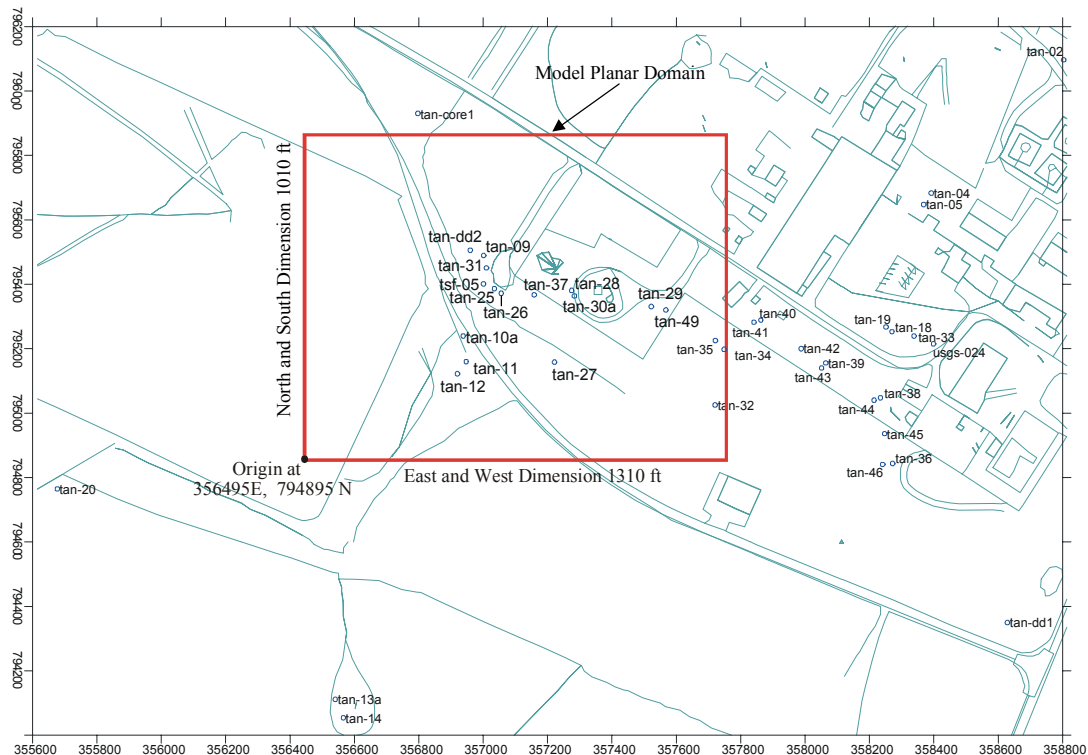 796200
tan-02
Model Planar Domain
796000
tan-core1
795800
North and South Dimension 1010 ft
tan-04
tan-05
795600
tan-dd2
tan-09
tan-31
tsf-05
tan-25
tan-26
tan-37
tan-28
tan-30a
tan-29
tan-49
795400
tan-40
tan-41
tan-19
tan-18
tan-33
usgs-024
tan-10a
tan-35
tan-34
tan-42
tan-39
tan-43
795200
tan-11
tan-12
tan-27
tan-38
tan-44
795000
tan-32
tan-45
tan-36
tan-46
Origin at
356495E, 794895 N
East and West Dimension 1310 ft
794800
tan-20
794600
794400
tan-dd1
794200
tan-13a
tan-14
355600
355800
356000
356200
356400
356600
356800
357000
357200
357400
357600
357800
358000
358200
358400
358600
358800